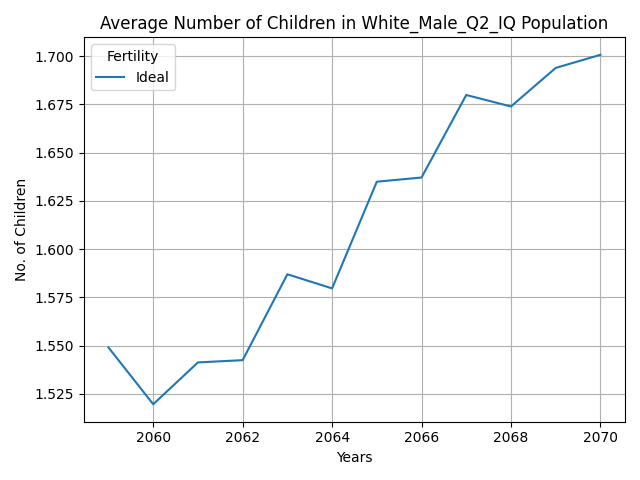 Average Number of Children in White_Male_Q2_IQ Population
Fertility
Ideal
1.700
1.675
1.650
1.625
1.600
1.575
1.550
1.525
No. of Children
2060 2062 2064 2066 2068 2070
Years